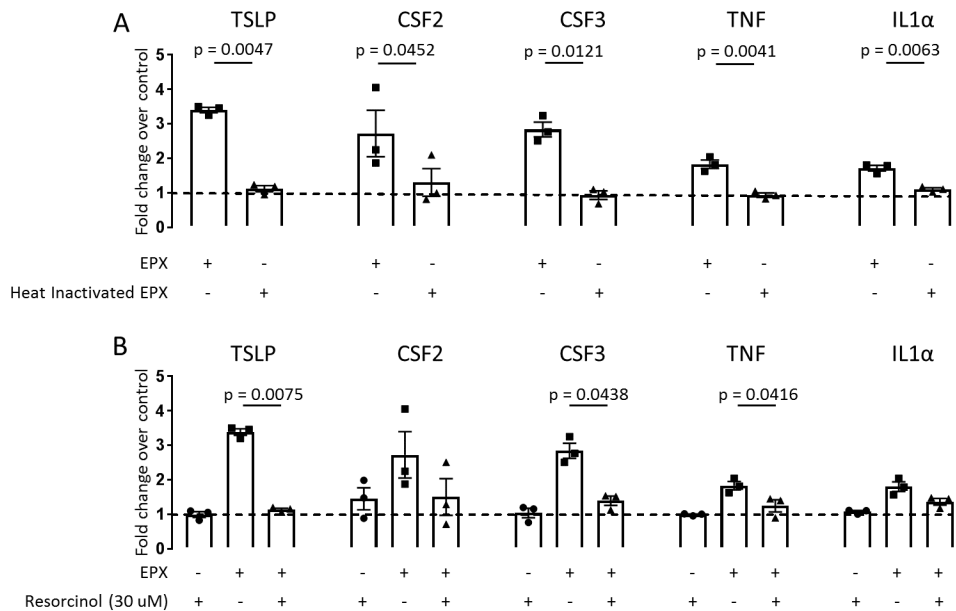 A
TSLP CSF2 CSF3 TNF IL1α
p = 0.0047 p = 0.0452 p = 0.0121 p = 0.0041 p = 0.0063
Fold change over control
5
4
3
2
1
0
EPX + - + - + - + - + -
Heat Inactivated EPX - + - + - + - + - +
B
TSLP CSF2 CSF3 TNF IL1α
p = 0.0075 p = 0.0438 p = 0.0416
Fold change over control
5
4
3
2
1
0
EPX - + + - + + - + + - + + - + +
Resorcinol (30 uM) + - + + - + + - + + - + + - +